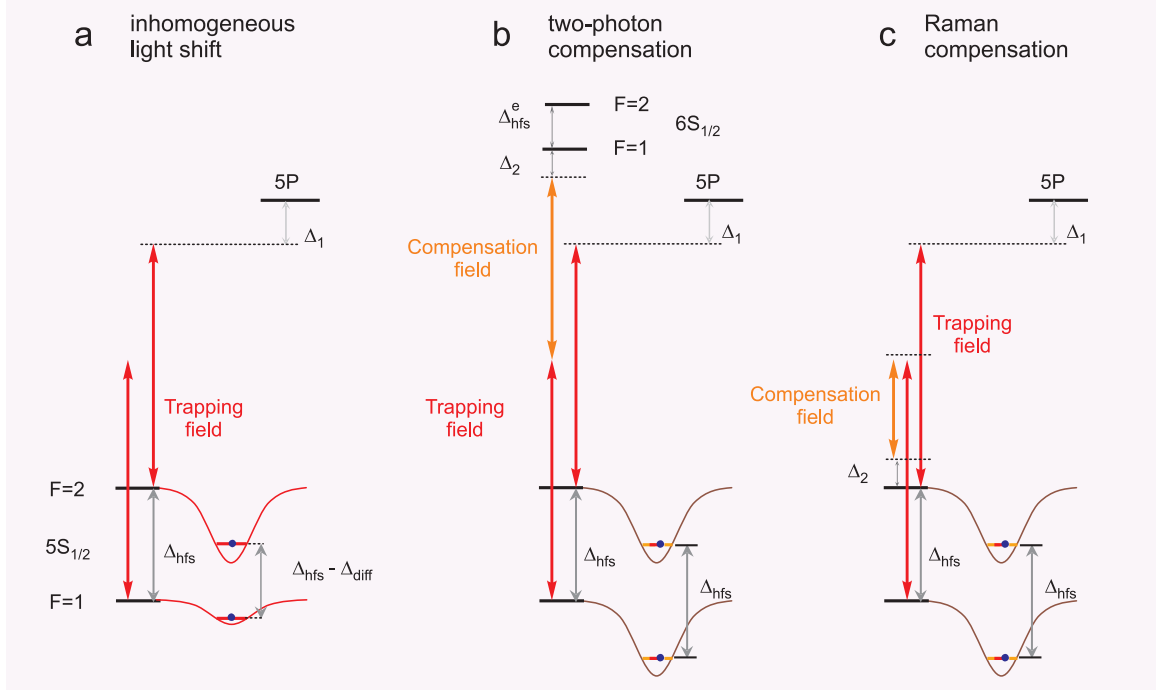 a
inhomogeneous
light shift
5P
Δ1
Trapping
field
F=2
5S1/2
F=1
Δhfs
Δhfs - Δdiff
b
two-photon
compensation
Δehfs
F=2
F=1
6S1/2
Δ2
5P
Δ1
Compensation
field
Trapping
field
Δhfs
Δhfs
c
Raman
compensation
5P
Δ1
Trapping
field
Compensation
field
Δ2
Δhfs
Δhfs